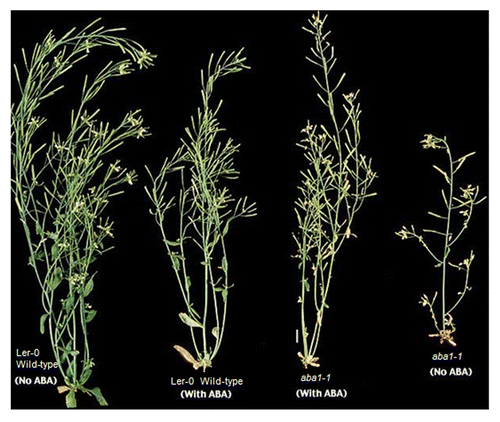 Ler-0
Wild-type
(No ABA)
Ler-0 Wild-type
(With ABA)
aba1-1
(With ABA)
aba1-1
(No ABA)